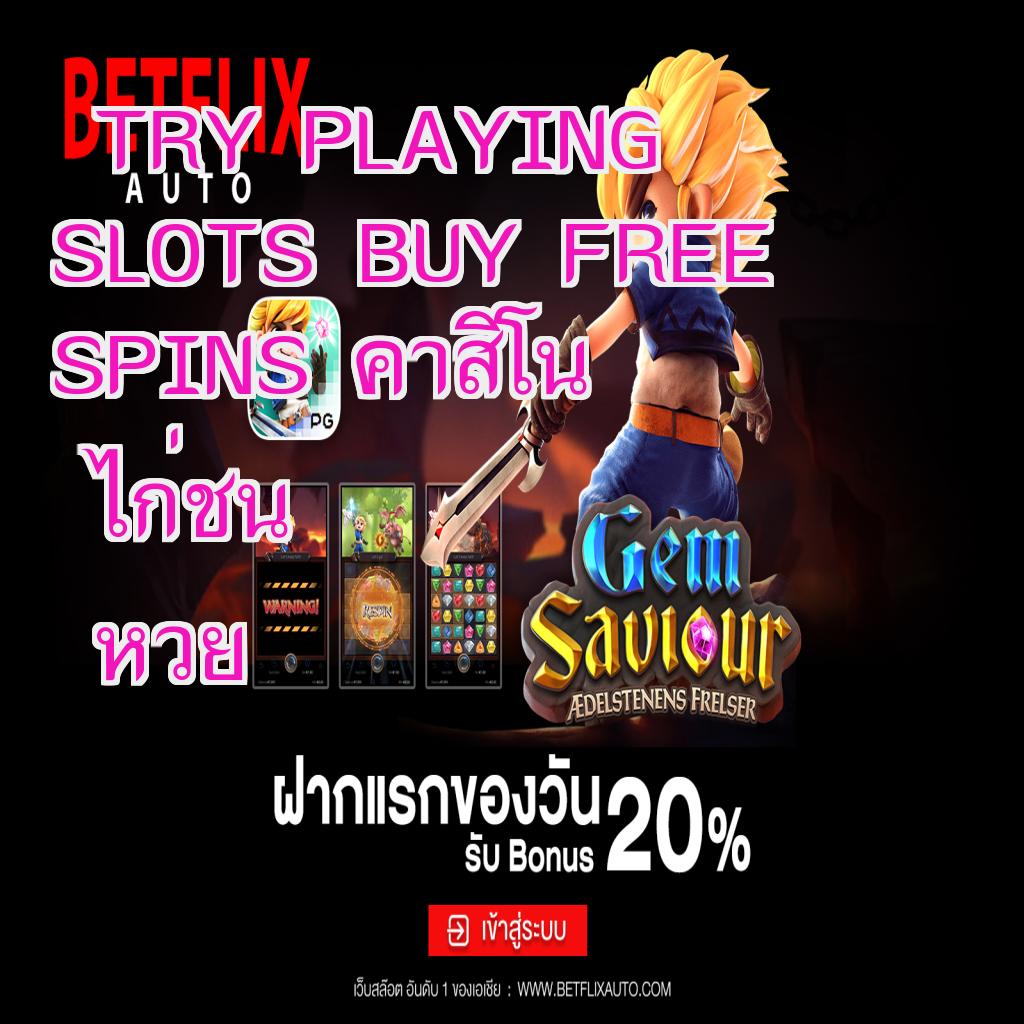 BETFLIX
AUTO
TRY PLAYING
SLOTS BUY FREE
SPINS คาสิโน
ไก่ชน
หวย
PG
WARNING!
RESPIN
Gem
Saviour
ÆDELSTENENS FRELSER
ฝากแรกของวัน
รับ Bonus 20%
เข้าสู่ระบบ
เว็บสล๊อต อันดับ 1 ของเอเชีย : WWW.BETFLIXAUTO.COM